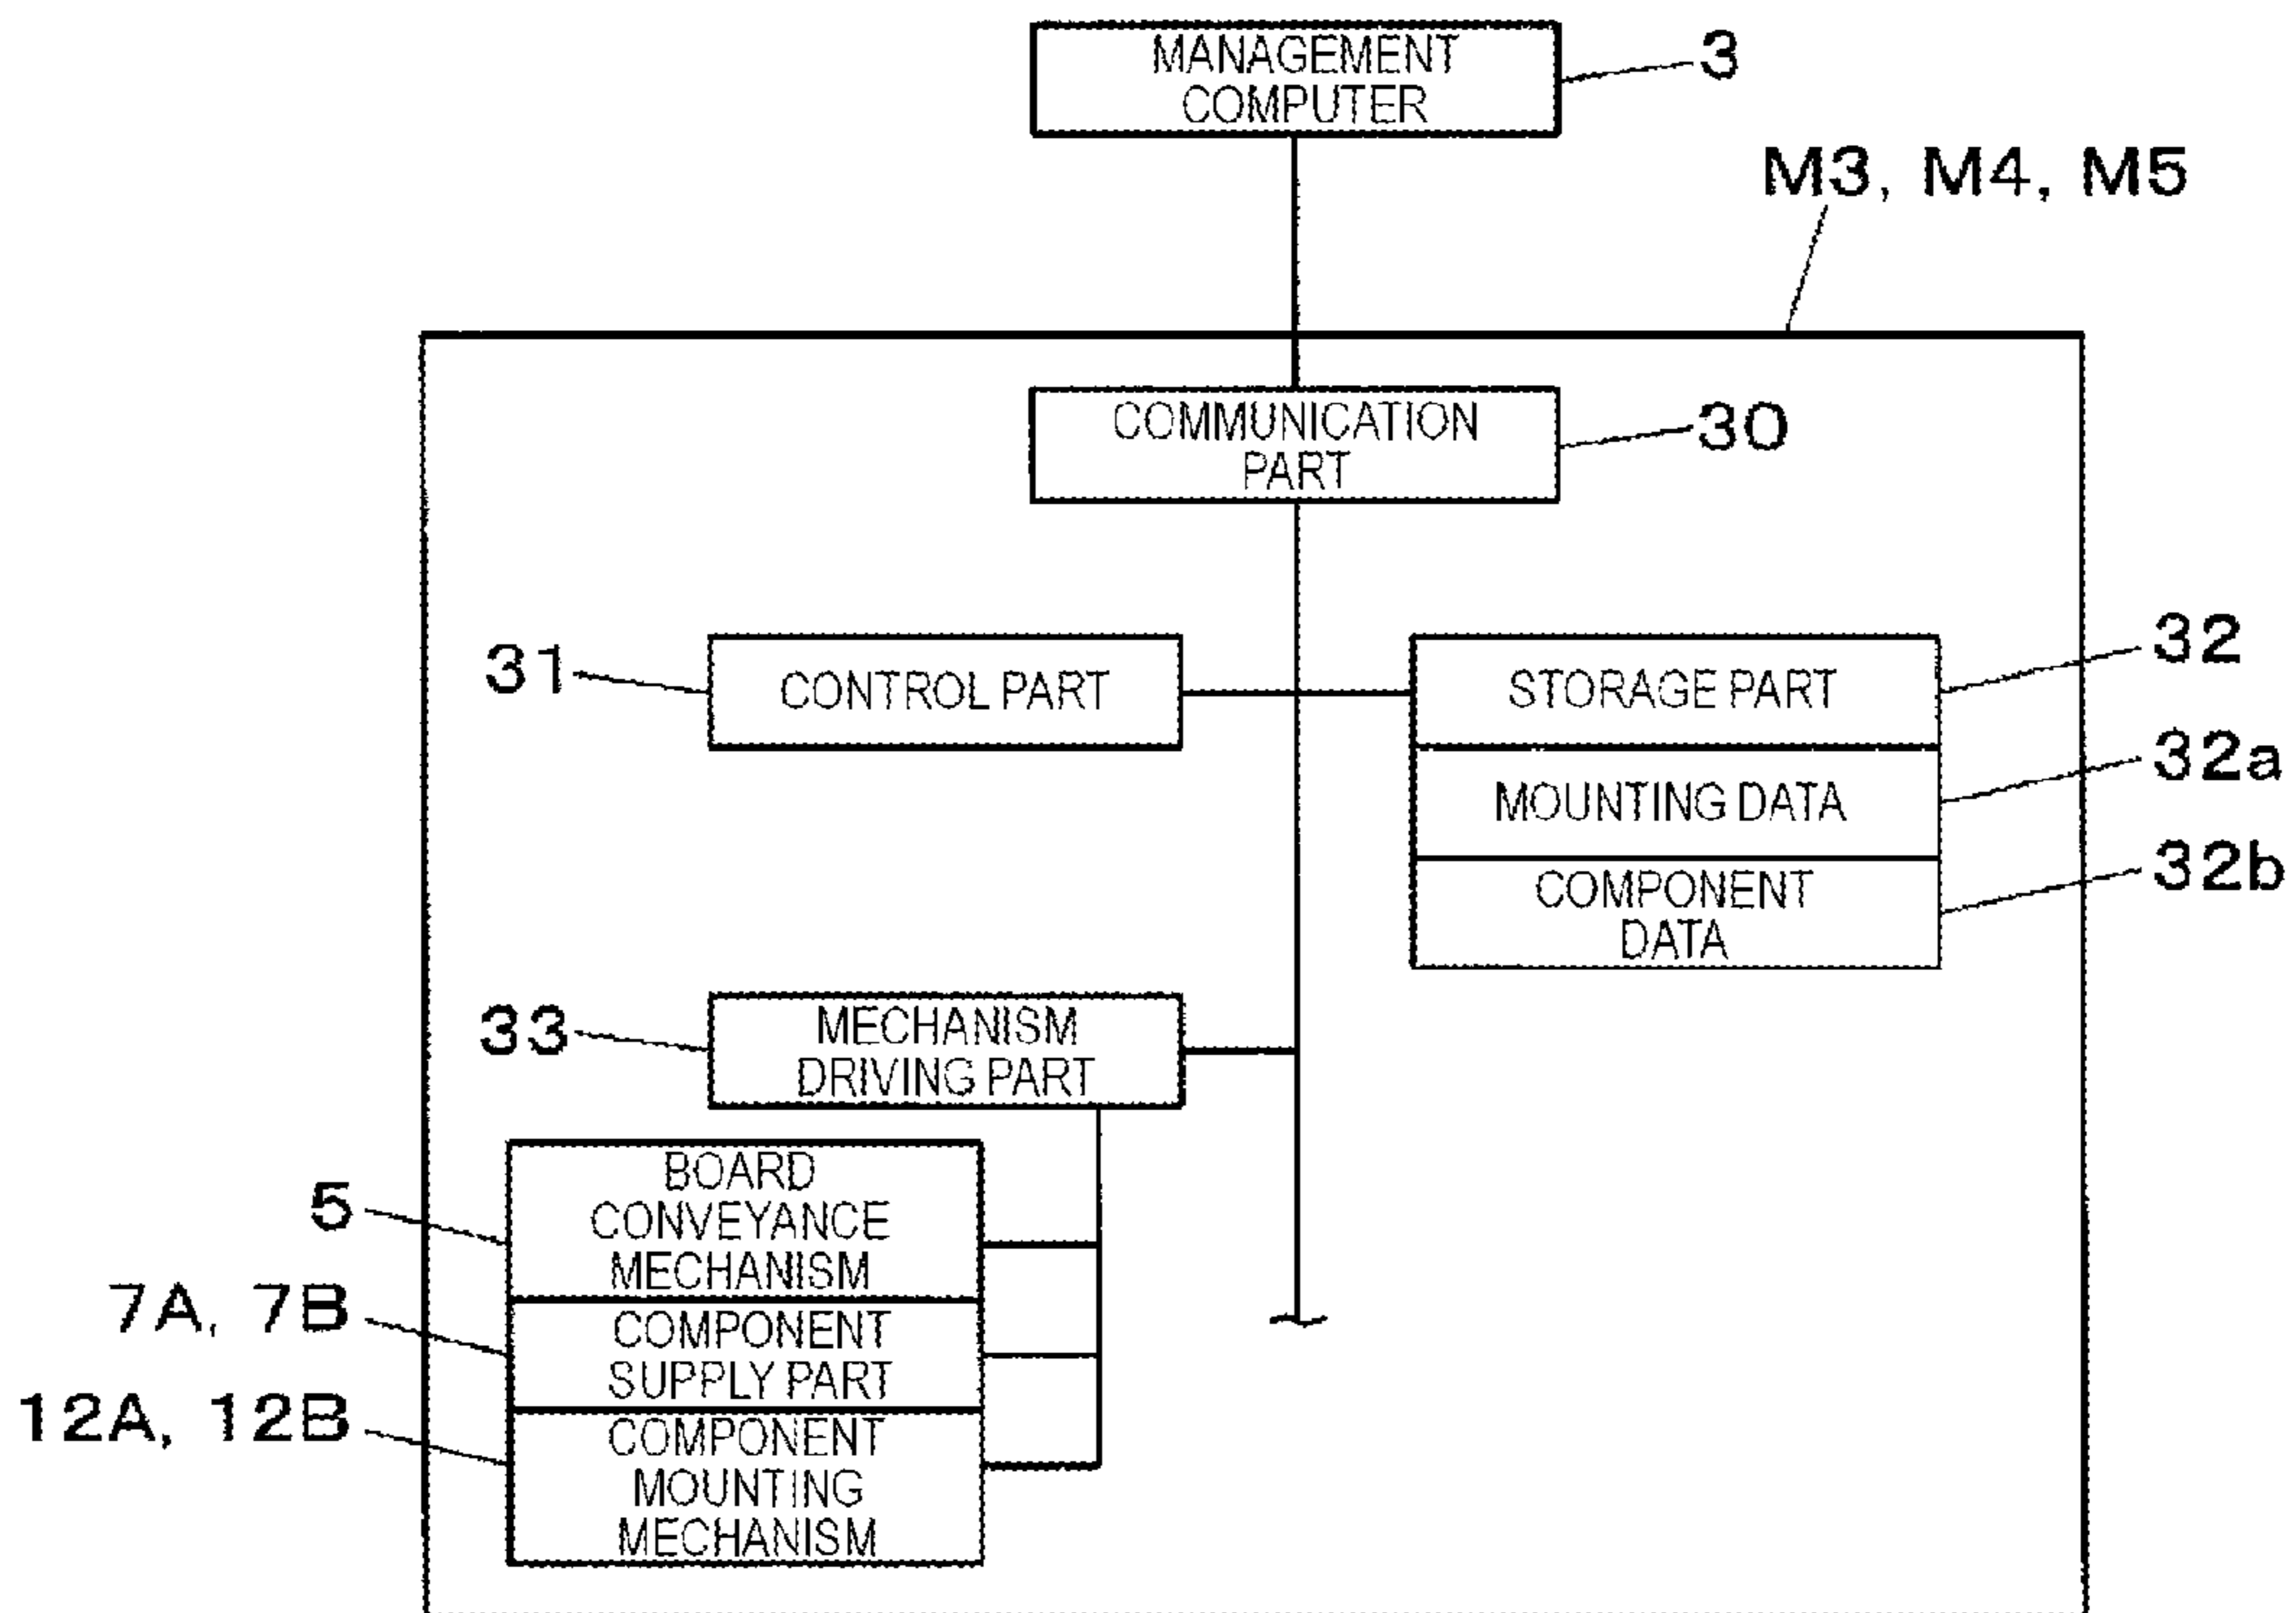 MANAGEMENT
COMPUTER
3
M3, M4, M5
COMMUNICATION
PART
30
31
CONTROL PART
STORAGE PART
32
MOUNTING DATA
32a
COMPONENT
DATA
32b
33
MECHANISM
DRIVING PART
5
BOARD
CONVEYANCE
MECHANISM
7A, 7B
COMPONENT
SUPPLY PART
12A, 12B
COMPONENT
MOUNTING
MECHANISM